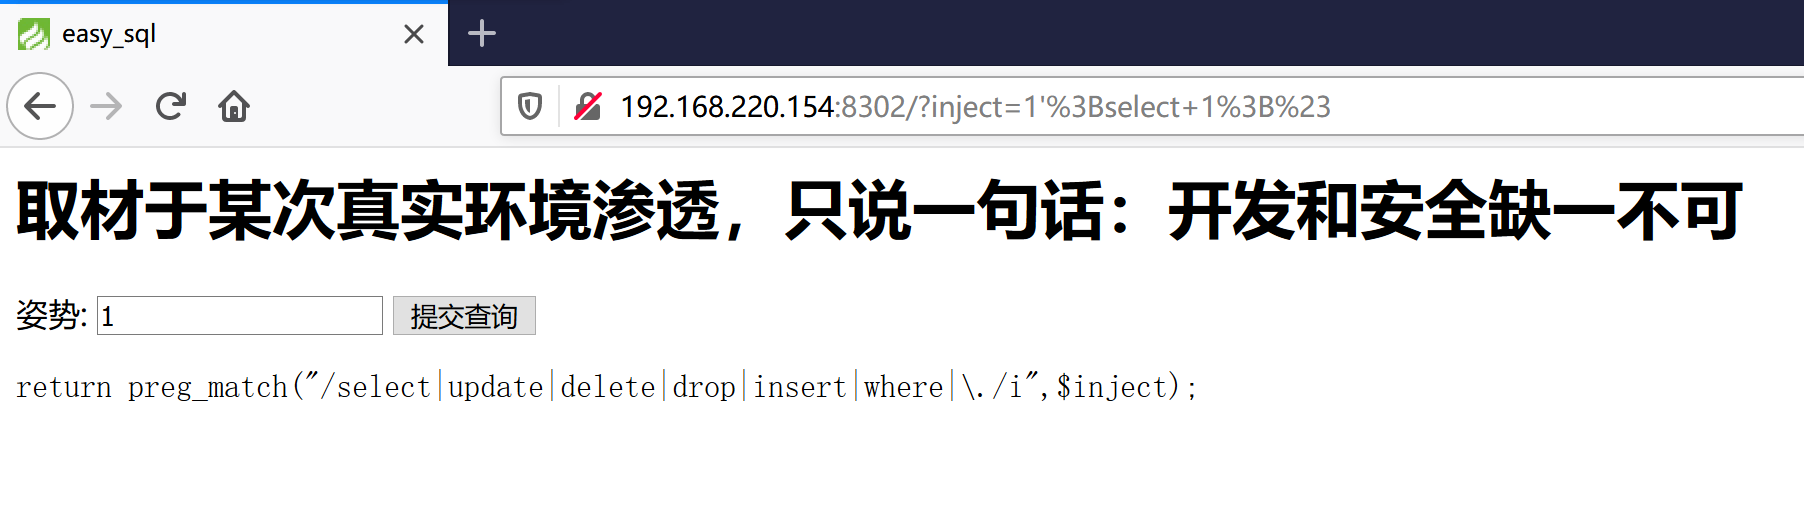 easy_sql
192.168.220.154:8302/?inject=1'%3Bselect+1%3B%23
取材于某次真实环境渗透，只说一句话：开发和安全缺一不可
姿势: 1 提交查询
return preg_match("/select|update|delete|drop|insert|where|\./i",$inject);